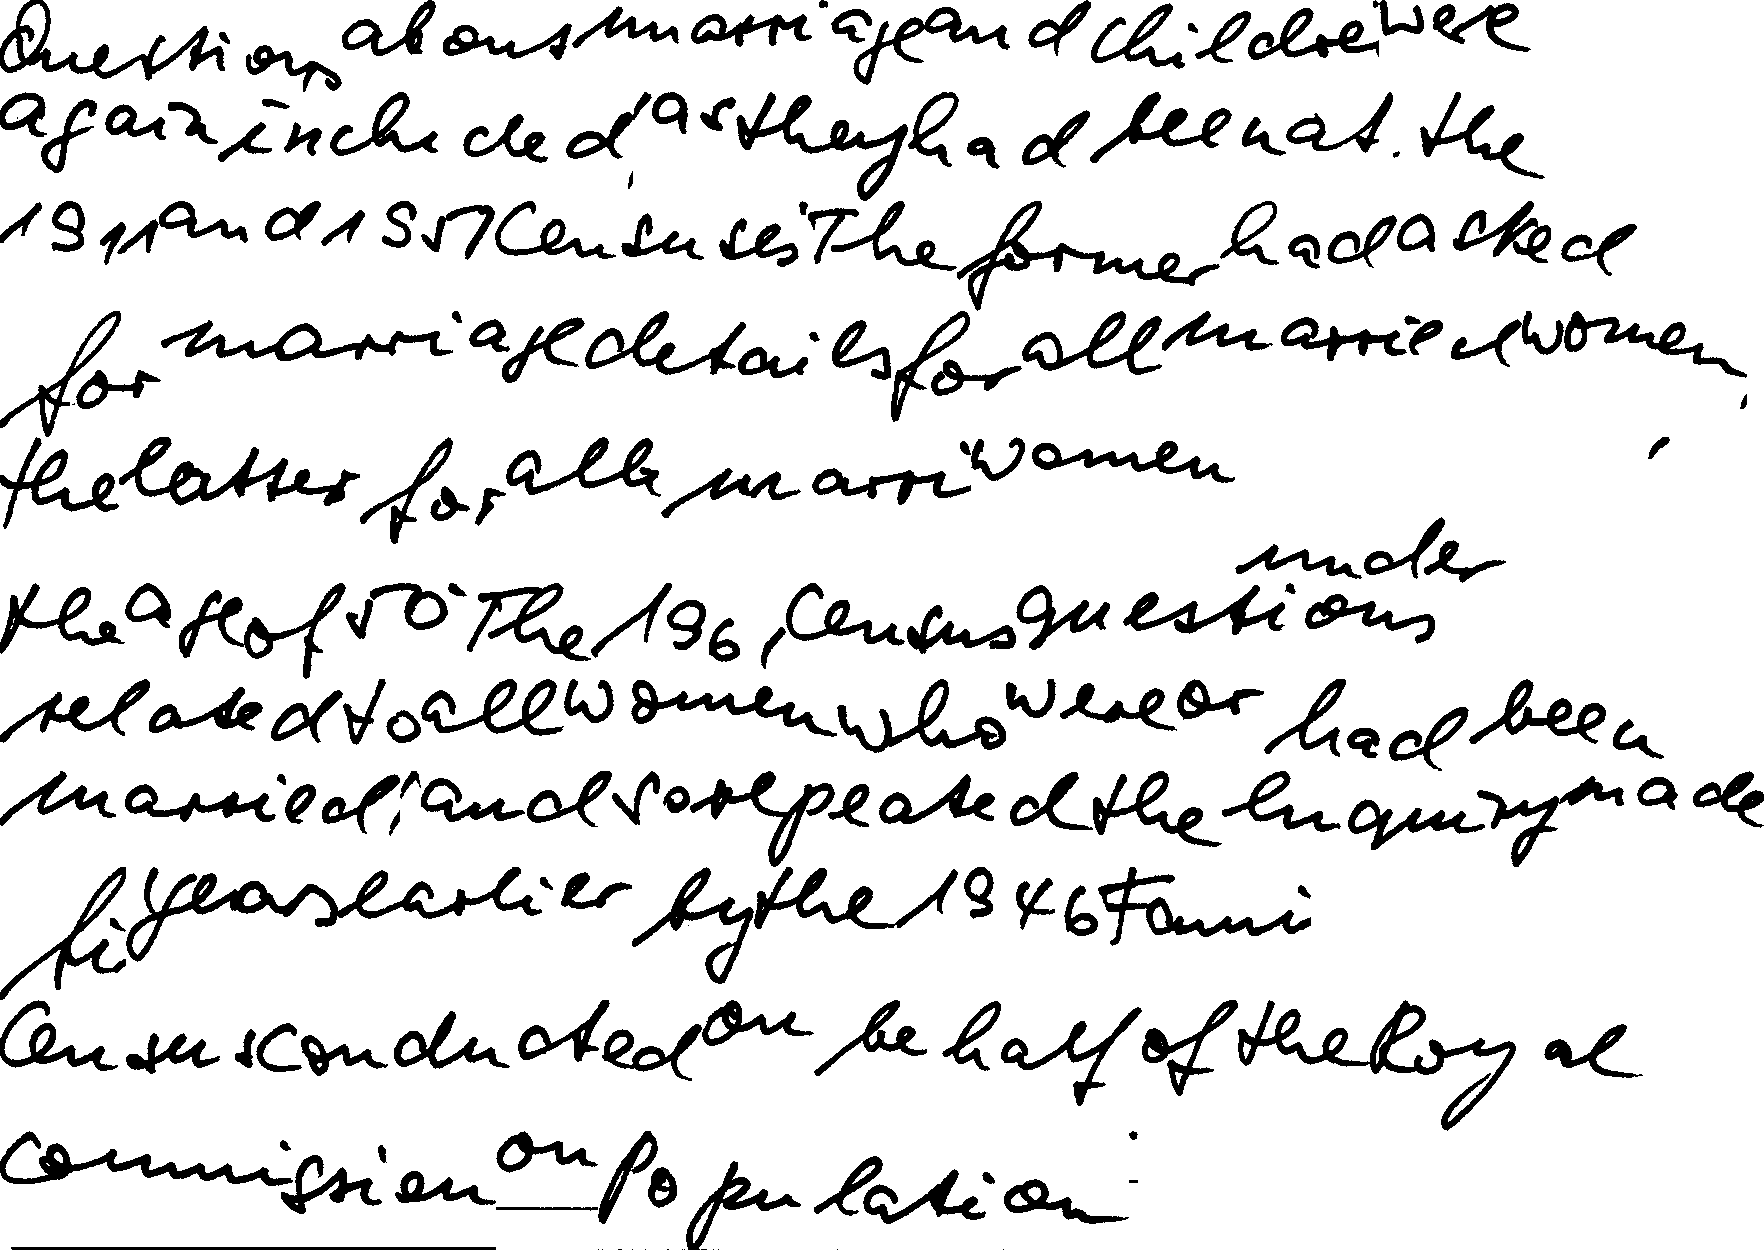 Questions about marriage and children were
again included, as they had been at the
1911 and 1951 Censuses. The former had asked
for marriage details for all married women,
the latter for all marri women
under
the age of 50. The 1961 Census questions
related to all women who were or had been
married, and so repeated the Inquiry made
fi years earlier by the 1946 Fami
Census conducted on behalf of the Royal
Commission on Population.